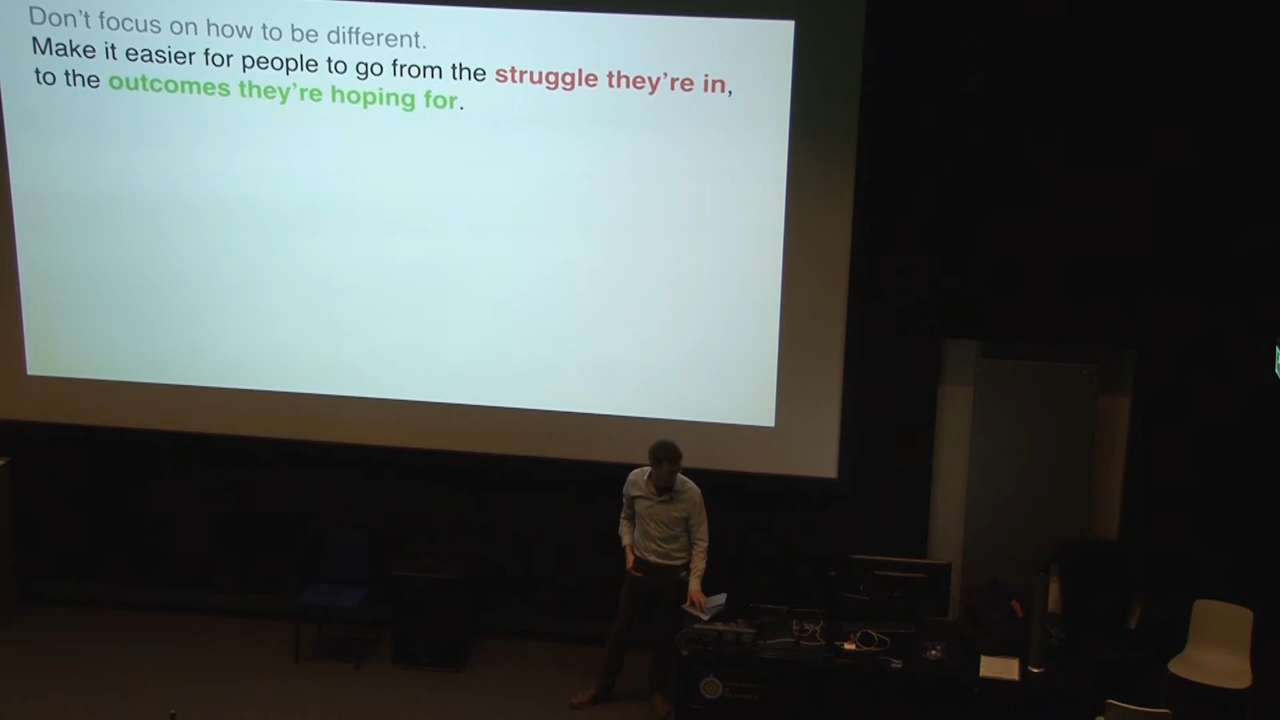 Don't focus on how to be different.
Make it easier for people to go from the struggle they're in,
to the outcomes they're hoping for.